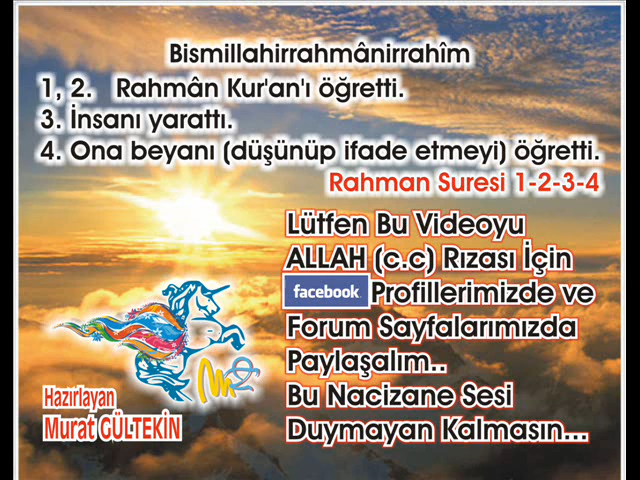 Bismillahirrahmânirrahîm
1, 2.   Rahmân Kur'an'ı öğretti.
3. İnsanı yarattı.
4. Ona beyanı (düşünüp ifade etmeyi) öğretti.
Rahman Suresi 1-2-3-4
Lütfen Bu Videoyu
ALLAH (c.c) Rızası İçin
facebook. Profillerimizde ve
Forum Sayfalarımızda
Paylaşalım..
Bu Nacizane Sesi
Duymayan Kalmasın...
Hazırlayan
Murat GÜLTEKİN